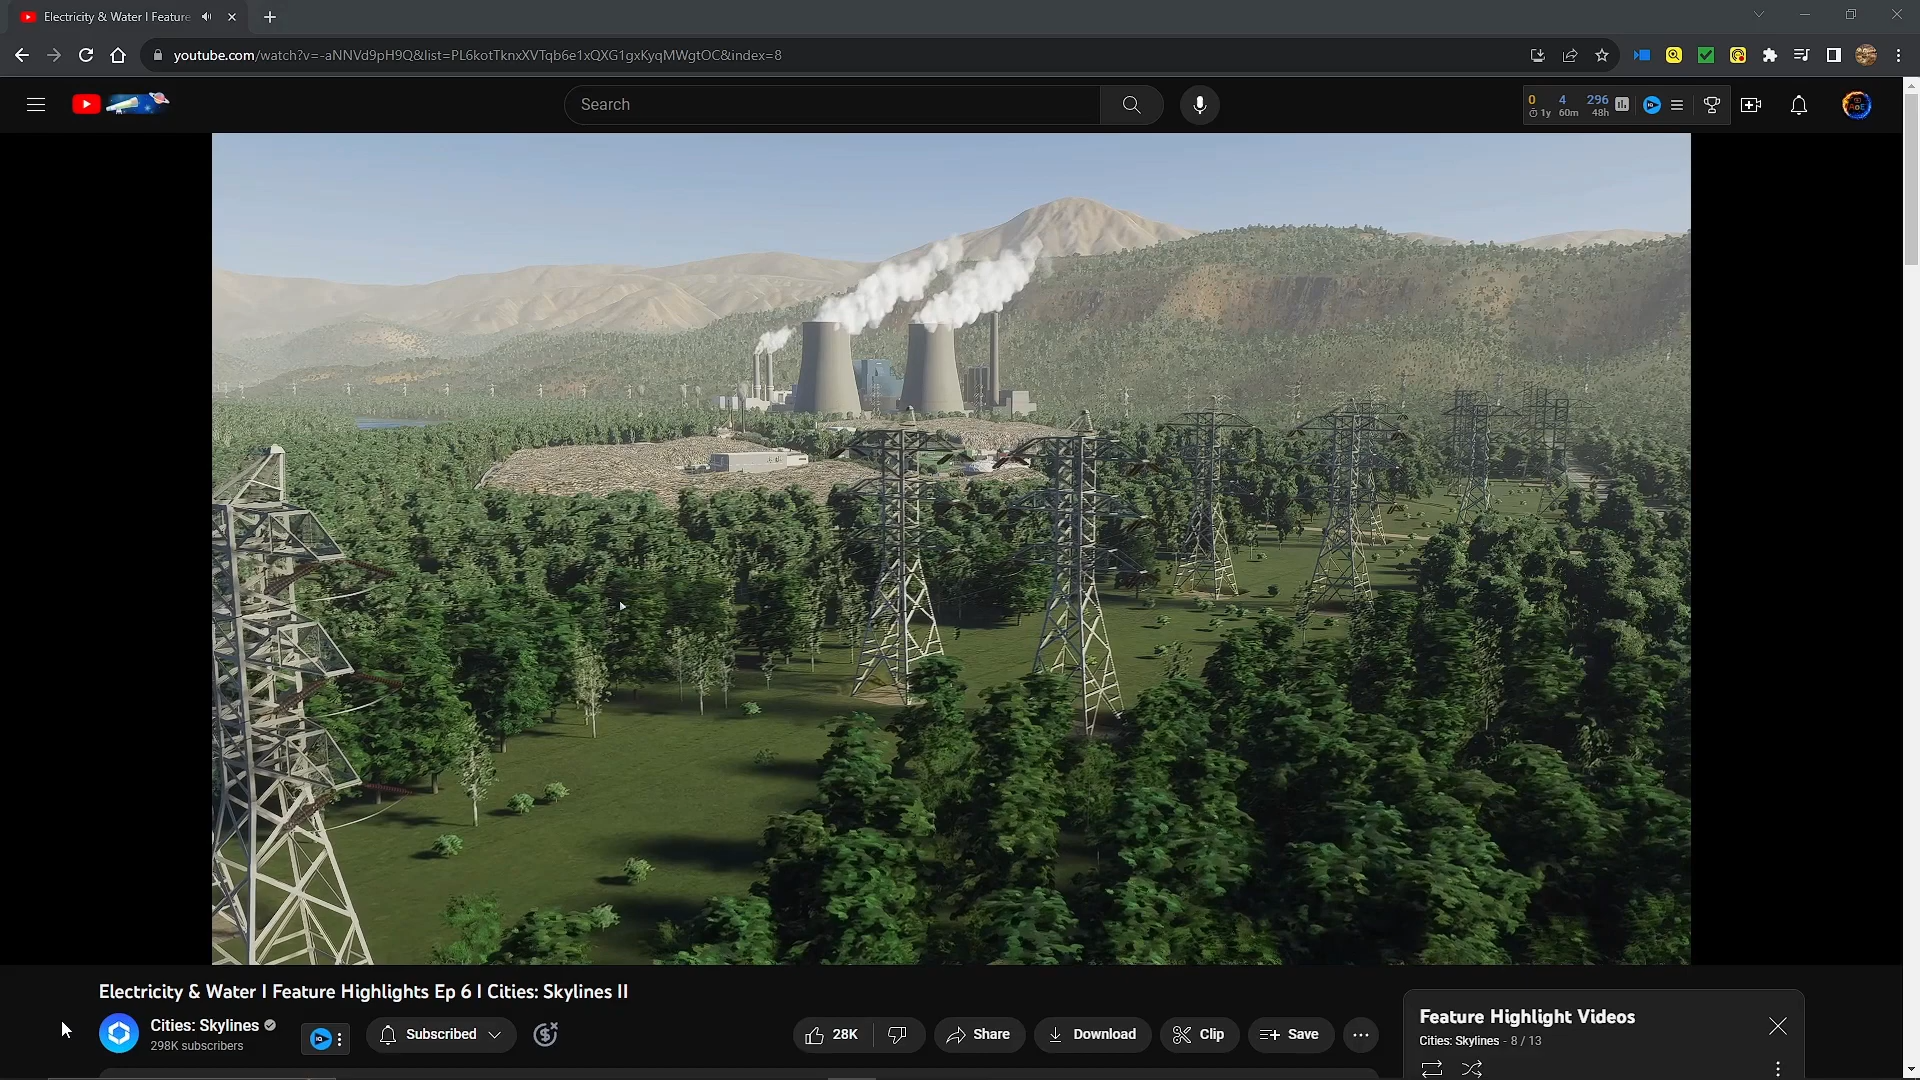 Electricity & Water I Feature
youtube.com/watch?v=-aNNVd9pH9Q&list=PL6kotTknxXVTqb6e1xQXG1gxKyqMWgtOC&index=8
Search
0 4 296
1y 60m 48h
Electricity & Water I Feature Highlights Ep 6 I Cities: Skylines II
Cities: Skylines
298K subscribers
Subscribed
28K
Share
Download
Clip
Save
Feature Highlight Videos
Cities: Skylines - 8 / 13